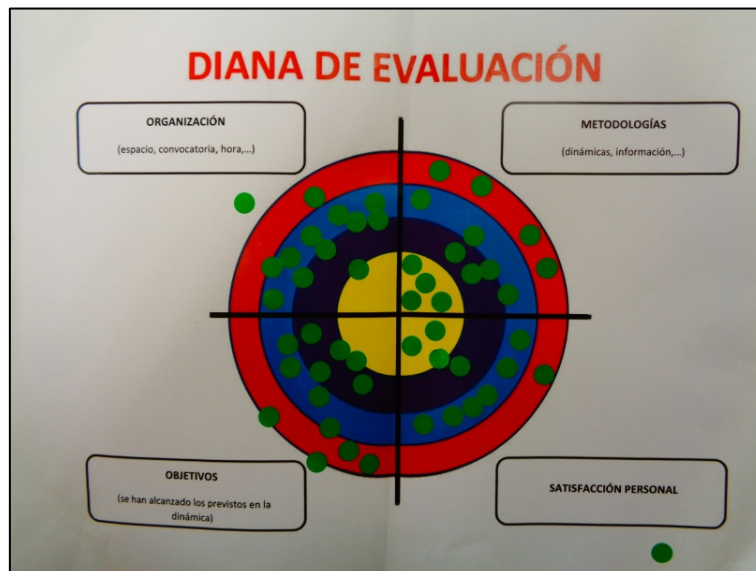 DIANA DE EVALUACIÓN
ORGANIZACIÓN
(espacio, convocatoria, hora,...)
METODOLOGÍAS
(dinámicas, información,...)
OBJETIVOS
(se han alcanzado los previstos en la
dinámica)
SATISFACCIÓN PERSONAL